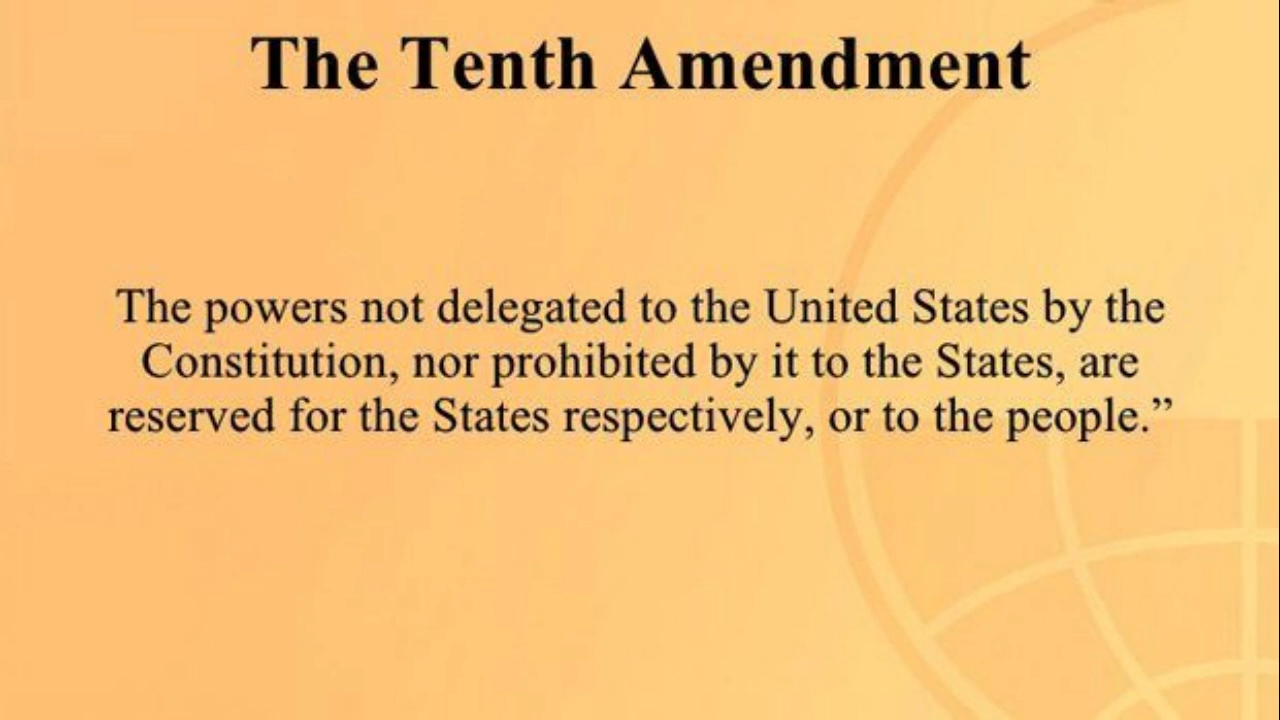 The Tenth Amendment
The powers not delegated to the United States by the
Constitution, nor prohibited by it to the States, are
reserved for the States respectively, or to the people.”